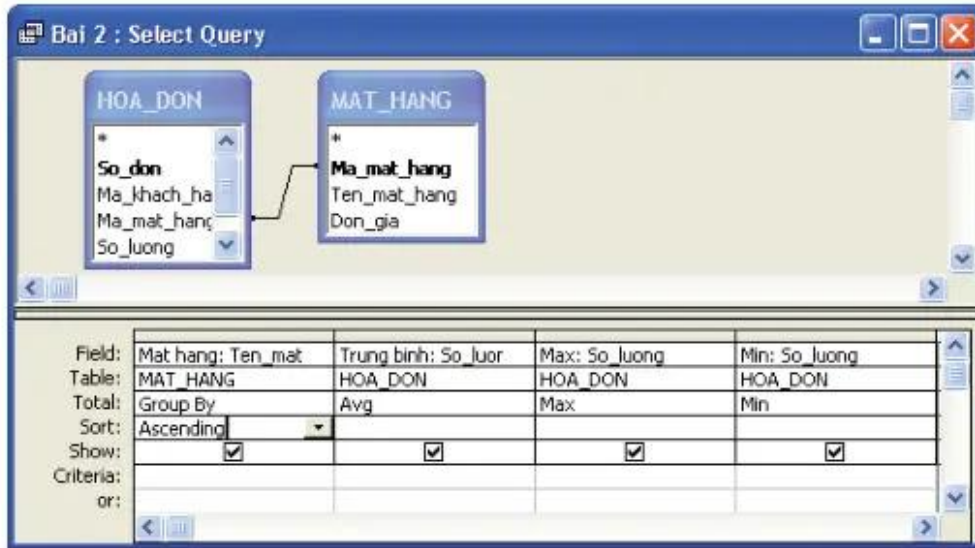 Bai 2 : Select Query
HOA_DON
*
So_don
Ma_khach_ha
Ma_mat_hang
So_luong
MAT_HANG
*
Ma_mat_hang
Ten_mat_hang
Don_gia
Field: Mat hang: Ten_mat Trung binh: So_luor Max: So_luong Min: So_luong
Table: MAT_HANG HOA_DON HOA_DON HOA_DON
Total: Group By Avg Max Min
Sort: Ascending
Show:
Criteria:
or: